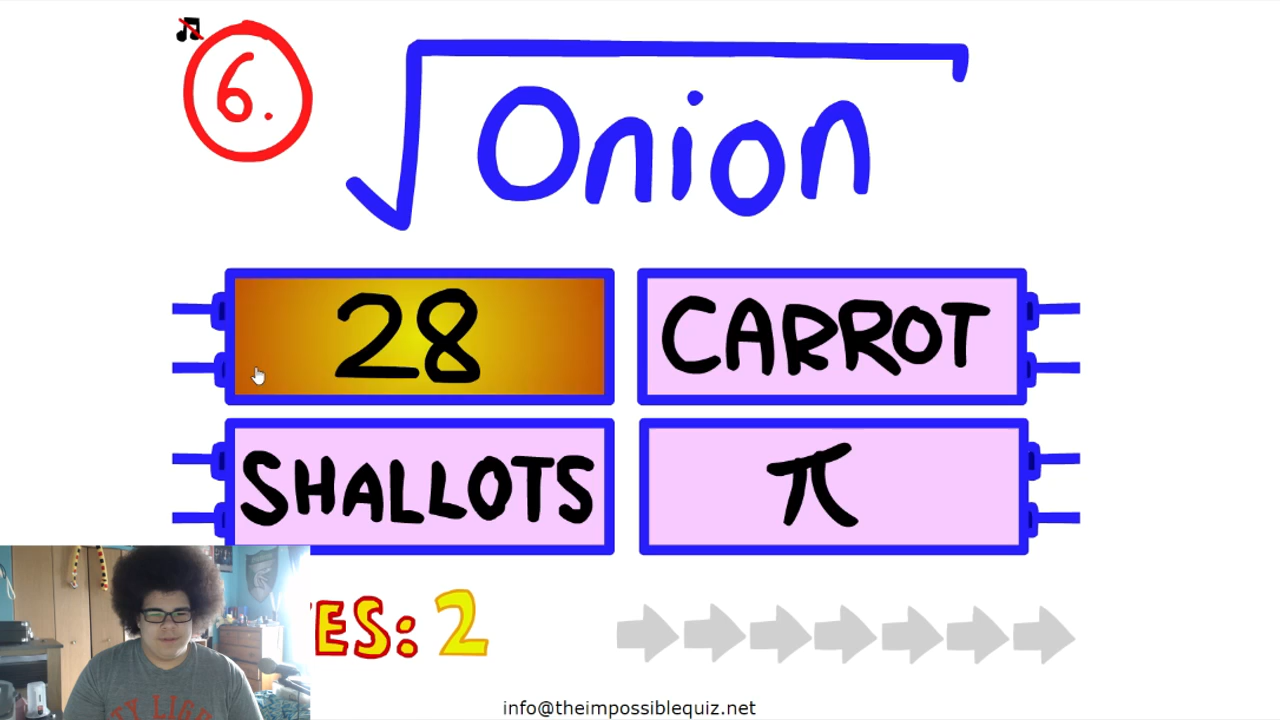 6.
√Onion
28
CARROT
SHALLOTS
π
ES: 2
info@theimpossiblequiz.net